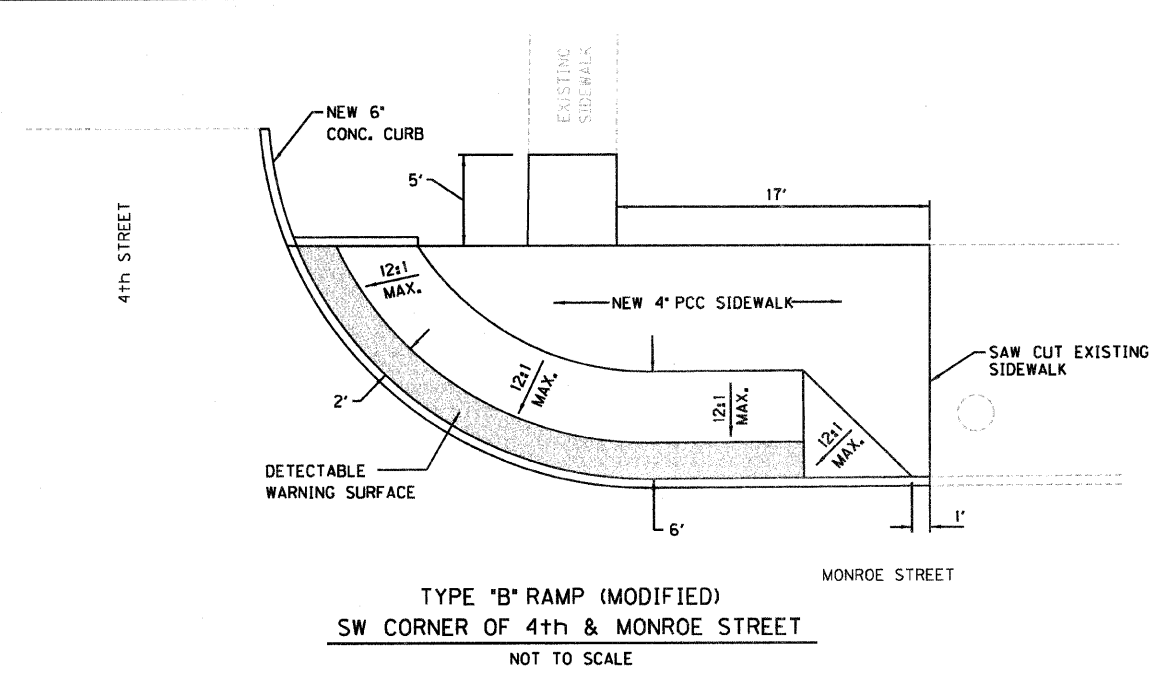 EXISTING
SIDEWALK
NEW 6"
CONC. CURB
5'
17'
4th STREET
12:1
MAX.
NEW 4" PCC SIDEWALK
SAW CUT EXISTING
SIDEWALK
12:1
MAX.
12:1
MAX.
12:1
MAX.
2'
DETECTABLE
WARNING SURFACE
6'
1'
MONROE STREET
TYPE "B" RAMP (MODIFIED)
SW CORNER OF 4th & MONROE STREET
NOT TO SCALE